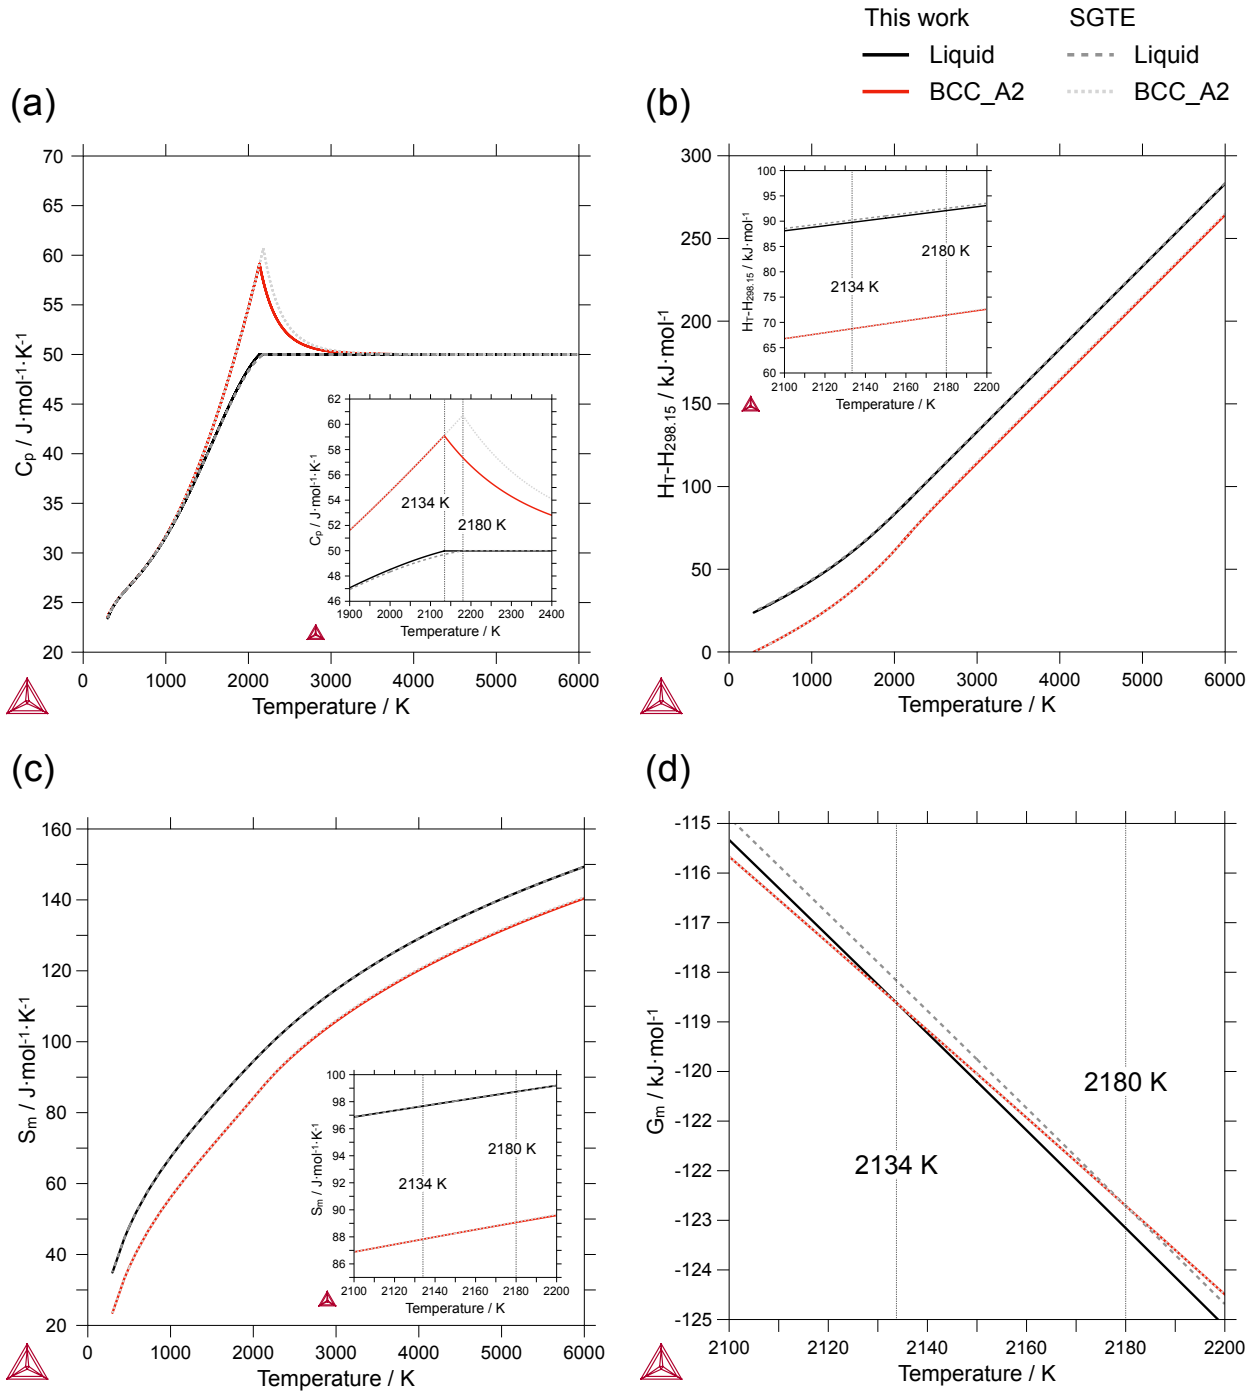 This work SGTE
Liquid Liquid
BCC_A2 BCC_A2
(a)
70
65
60
55
50
45
40
35
30
25
20
0 1000 2000 3000 4000 5000 6000
Cp / J·mol-1·K-1
Temperature / K
62
60
58
56
54
52
50
48
46
1900 2000 2100 2200 2300 2400
Cp / J·mol-1·K-1
Temperature / K
2134 K
2180 K
(b)
300
250
200
150
100
50
0
0 1000 2000 3000 4000 5000 6000
HT-H298.15 / kJ·mol-1
Temperature / K
100
95
90
85
80
75
70
65
60
2100 2120 2140 2160 2180 2200
HT-H298.15 / kJ·mol-1
Temperature / K
2180 K
2134 K
(c)
160
140
120
100
80
60
40
20
0 1000 2000 3000 4000 5000 6000
Sm / J·mol-1·K-1
Temperature / K
100
98
96
94
92
90
88
86
2100 2120 2140 2160 2180 2200
Sm / J·mol-1·K-1
Temperature / K
2180 K
2134 K
(d)
-115
-116
-117
-118
-119
-120
-122
-122
-123
-124
-125
2100 2120 2140 2160 2180 2200
Gm / kJ·mol-1
Temperature / K
2180 K
2134 K